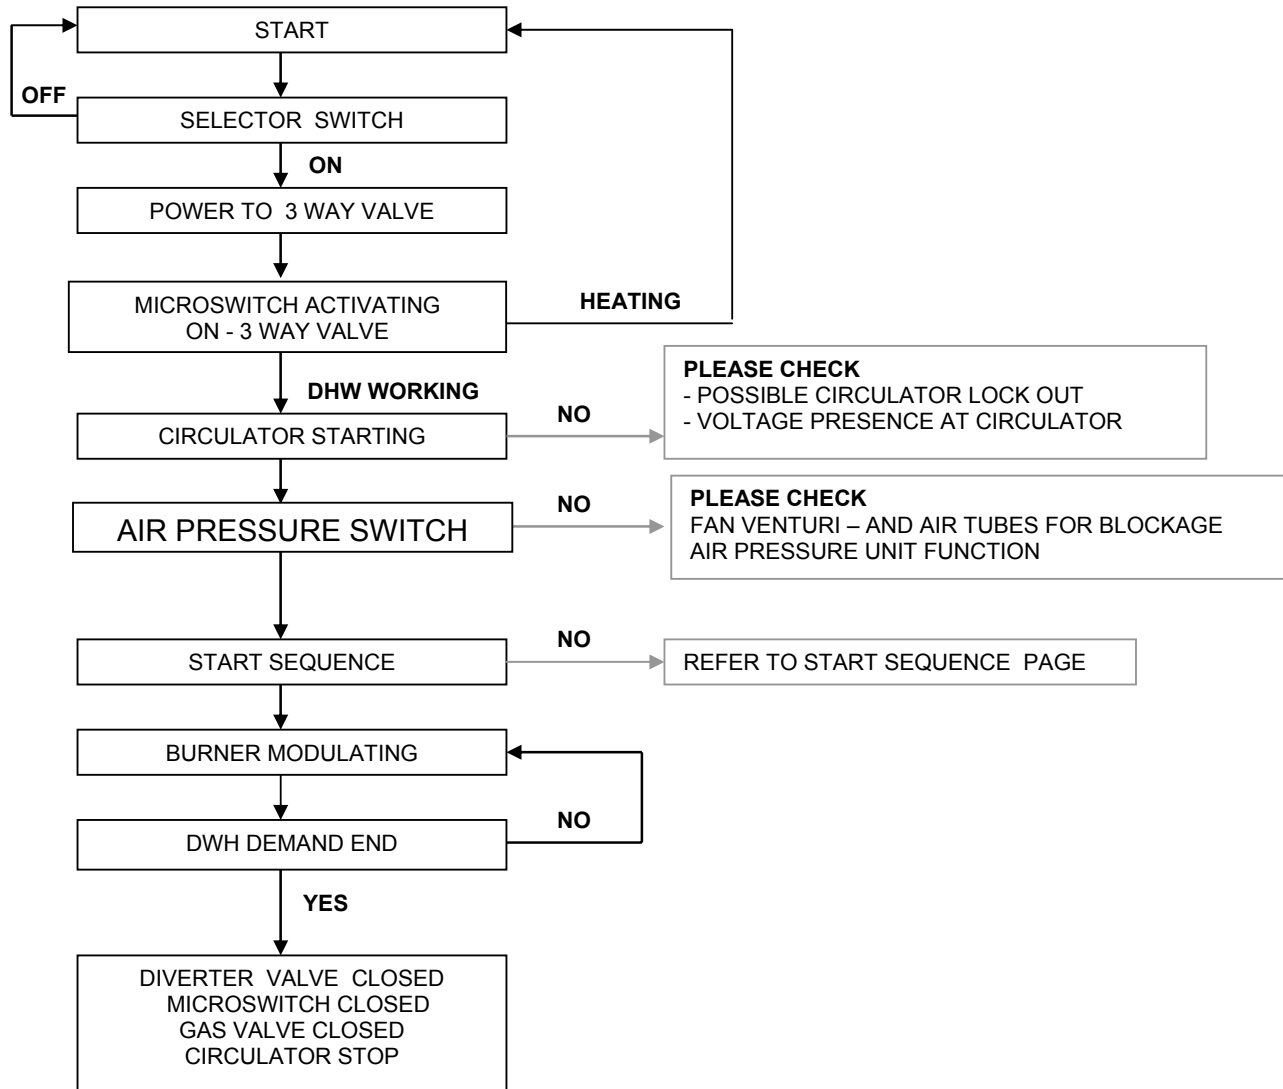 START
OFF
SELECTOR SWITCH
ON
POWER TO 3 WAY VALVE
MICROSWITCH ACTIVATING
ON - 3 WAY VALVE
HEATING
DHW WORKING
PLEASE CHECK
- POSSIBLE CIRCULATOR LOCK OUT
- VOLTAGE PRESENCE AT CIRCULATOR
CIRCULATOR STARTING
NO
AIR PRESSURE SWITCH
NO
PLEASE CHECK
FAN VENTURI – AND AIR TUBES FOR BLOCKAGE
AIR PRESSURE UNIT FUNCTION
START SEQUENCE
NO
REFER TO START SEQUENCE PAGE
BURNER MODULATING
DWH DEMAND END
NO
YES
DIVERTER VALVE CLOSED
MICROSWITCH CLOSED
GAS VALVE CLOSED
CIRCULATOR STOP